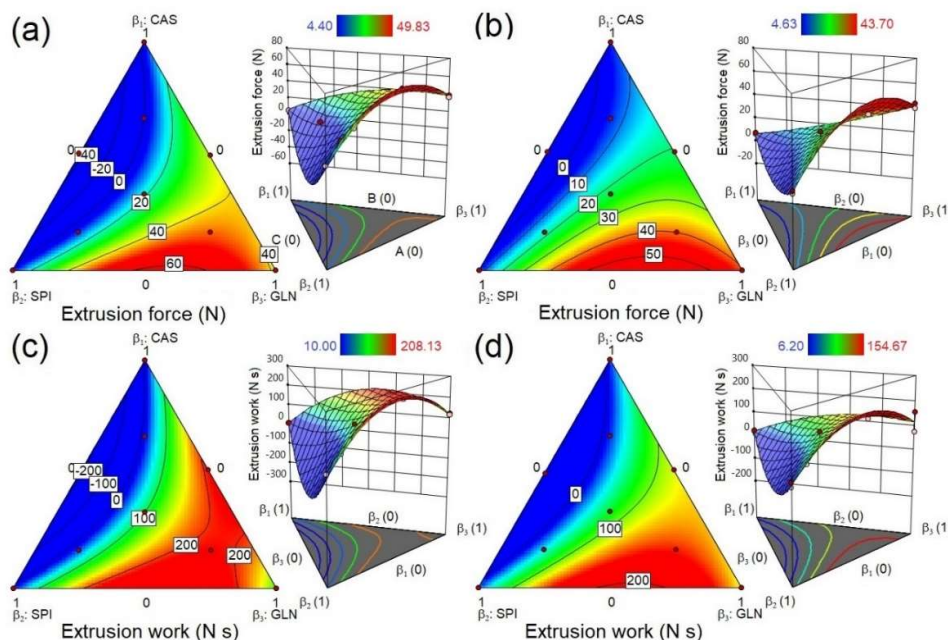 (a)
β₁: CAS
1
4.40 49.83
Extrusion force (N)
80
60
40
20
0
-20
-40
-60
0
0
-40
-20
0
20
40
60
40
C (0)
1
0
1
β₂: SPI
β₃: GLN
Extrusion force (N)
β₁ (1)
B (0)
β₃ (1)
A (0)
β₂ (1)
(b)
β₁: CAS
1
4.63 43.70
Extrusion force (N)
80
60
40
20
0
-20
0
0
0
10
20
30
40
50
1
0
1
β₂: SPI
β₃: GLN
Extrusion force (N)
β₁ (1)
β₂ (0)
β₃ (1)
β₃ (0)
β₁ (0)
β₂ (1)
(c)
β₁: CAS
1
10.00 208.13
Extrusion work (N s)
300
200
100
0
-100
-200
-300
0
0
-200
-100
0
100
200
200
1
0
1
β₂: SPI
β₃: GLN
Extrusion work (N s)
β₁ (1)
β₂ (0)
β₃ (1)
β₃ (0)
β₁ (0)
β₂ (1)
(d)
β₁: CAS
1
6.20 154.67
Extrusion work (N s)
300
200
100
0
-100
-200
0
0
0
100
200
1
0
1
β₂: SPI
β₃: GLN
Extrusion work (N s)
β₁ (1)
β₂ (0)
β₃ (1)
β₃ (0)
β₁ (0)
β₂ (1)